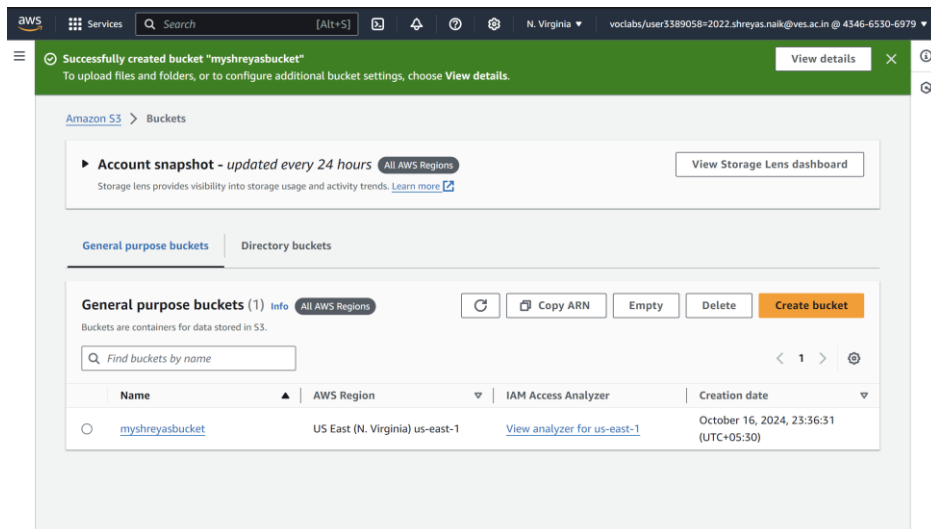 aws Services Search [Alt+S] N. Virginia ▼ voclabs/user3389058=2022.shreyas.naik@ves.ac.in @ 4346-6530-6979 ▼
Successfully created bucket "myshreyasbucket"
To upload files and folders, or to configure additional bucket settings, choose View details.
View details
Amazon S3 > Buckets
Account snapshot - updated every 24 hours All AWS Regions
Storage lens provides visibility into storage usage and activity trends. Learn more
View Storage Lens dashboard
General purpose buckets Directory buckets
General purpose buckets (1) Info All AWS Regions
Copy ARN Empty Delete Create bucket
Buckets are containers for data stored in S3.
Find buckets by name
< 1 >
Name AWS Region IAM Access Analyzer Creation date
myshreyasbucket US East (N. Virginia) us-east-1 View analyzer for us-east-1 October 16, 2024, 23:36:31
(UTC+05:30)